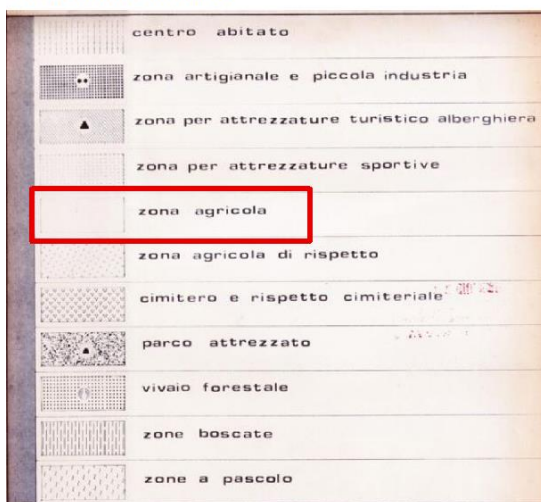 centro abitato
zona artigianale e piccola industria
zona per attrezzature turistico alberghiera
zona per attrezzature sportive
zona agricola
zona agricola di rispetto
cimitero e rispetto cimiteriale
parco attrezzato
vivaio forestale
zone boscate
zone a pascolo